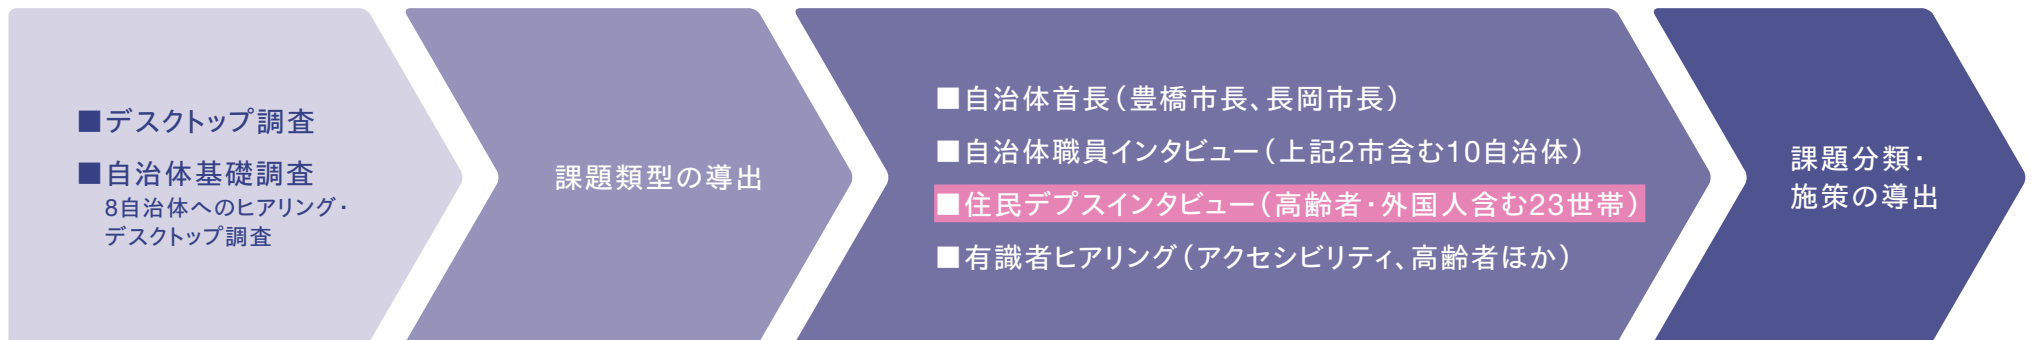 ■デスクトップ調査
■自治体基礎調査
8自治体へのヒアリング・
デスクトップ調査
課題類型の導出
■自治体首長(豊橋市長、長岡市長)
■自治体職員インタビュー(上記2市含む10自治体)
■住民デプスインタビュー(高齢者・外国人含む23世帯)
■有識者ヒアリング(アクセシビリティ、高齢者ほか)
課題分類・
施策の導出